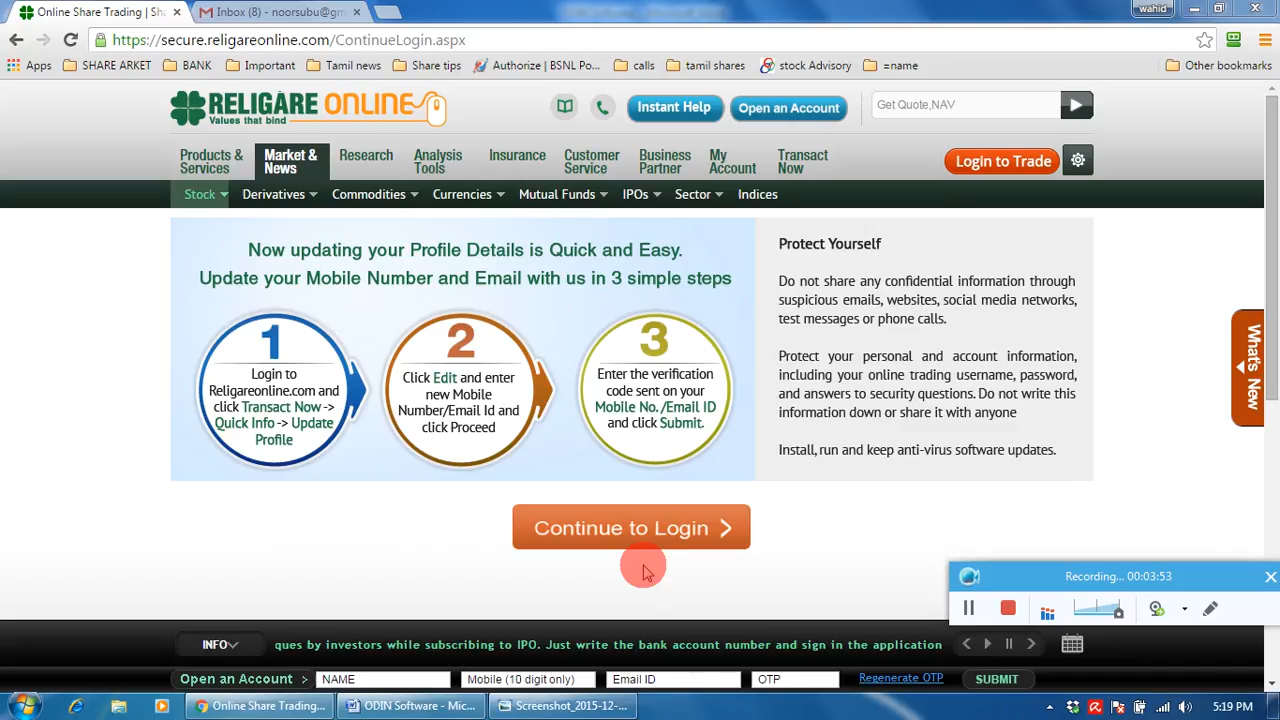 Online Share Trading | Sha
Inbox (8) - noorsubu@gm
wahid
https://secure.religareonline.com/ContinueLogin.aspx
Apps
SHARE ARKET
BANK
Important
Tamil news
Share tips
Authorize | BSNL Po...
calls
tamil shares
stock Advisory
=name
Other bookmarks
RELIGARE ONLINE
Values that bind
Instant Help
Open an Account
Get Quote,NAV
Products & Services
Market & News
Research
Analysis Tools
Insurance
Customer Service
Business Partner
My Account
Transact Now
Login to Trade
Stock
Derivatives
Commodities
Currencies
Mutual Funds
IPOs
Sector
Indices
Now updating your Profile Details is Quick and Easy.
Update your Mobile Number and Email with us in 3 simple steps
1
Login to
Religareonline.com and
click Transact Now ->
Quick Info -> Update
Profile
2
Click Edit and enter
new Mobile
Number/Email Id and
click Proceed
3
Enter the verification
code sent on your
Mobile No. /Email ID
and click Submit.
Protect Yourself
Do not share any confidential information through
suspicious emails, websites, social media networks,
test messages or phone calls.
Protect your personal and account information,
including your online trading username, password,
and answers to security questions. Do not write this
information down or share it with anyone
Install, run and keep anti-virus software updates.
What's New
Continue to Login
Recording... 00:03:53
INFO
ques by investors while subscribing to IPO. Just write the bank account number and sign in the application
Open an Account >
NAME
Mobile (10 digit only)
Email ID
OTP
Regenerate OTP
SUBMIT
Online Share Trading...
ODIN Software - Mic...
Screenshot_2015-12-...
5:19 PM